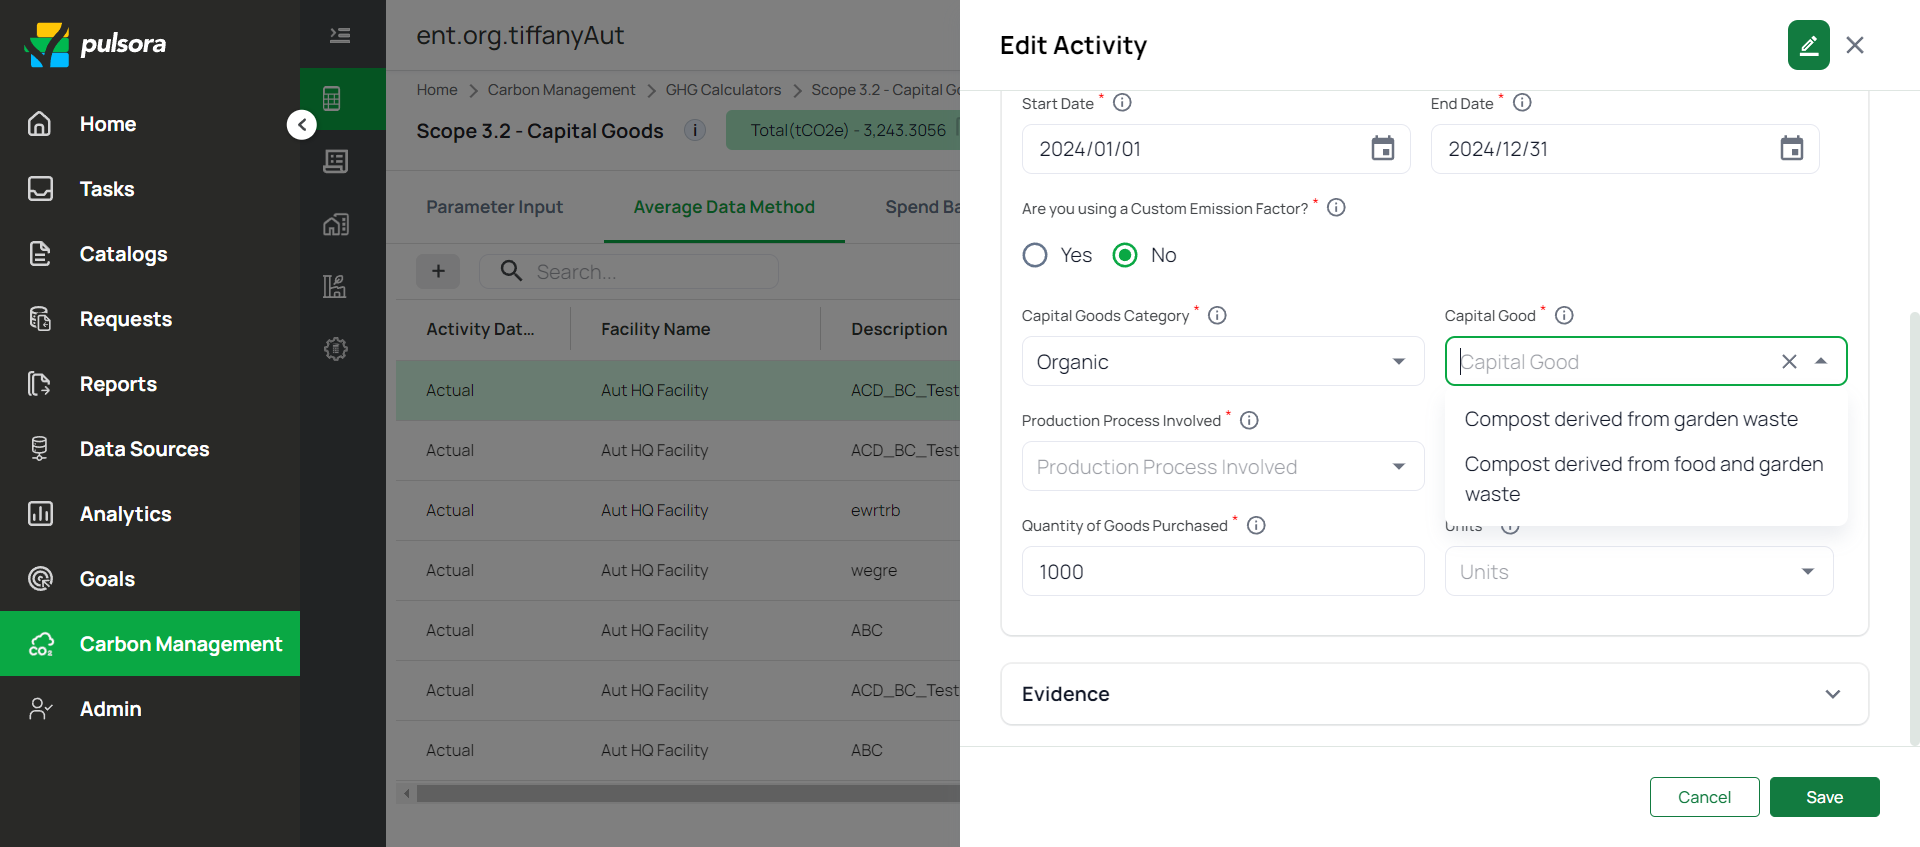 pulsora
Home
Tasks
Catalogs
Requests
Reports
Data Sources
Analytics
Goals
CO₂
Carbon Management
Admin
ent.org.tiffanyAut
Home > Carbon Management > GHG Calculators > Scope 3.2 - Capital Go
Scope 3.2 - Capital Goods i Total(tCO2e) - 3,243.3056
Parameter Input Average Data Method Spend Ba
+ Search...
Activity Dat... Facility Name Description
Actual Aut HQ Facility ACD_BC_Test
Actual Aut HQ Facility ACD_BC_Test
Actual Aut HQ Facility ewrtrb
Actual Aut HQ Facility wegre
Actual Aut HQ Facility ABC
Actual Aut HQ Facility ACD_BC_Test
Actual Aut HQ Facility ABC
Edit Activity
Start Date * End Date *
2024/01/01 2024/12/31
Are you using a Custom Emission Factor? *
Yes No
Capital Goods Category * Capital Good *
Organic Capital Good
Compost derived from garden waste
Compost derived from food and garden
waste
Production Process Involved *
Production Process Involved
Quantity of Goods Purchased * Units
1000 Units
Evidence
Cancel Save